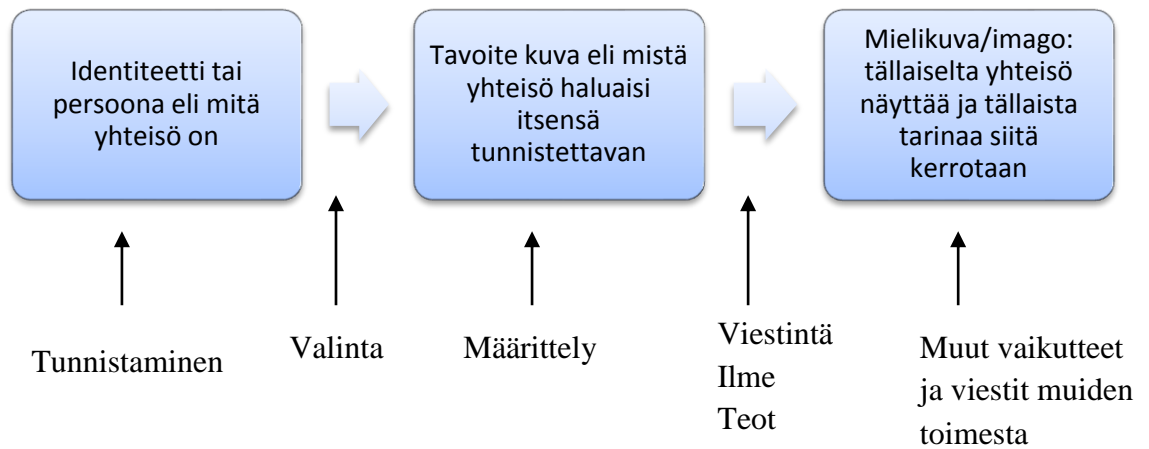 Identiteetti tai
persoona eli mitä
yhteisö on
Tavoite kuva eli mistä
yhteisö haluaisi
itsensä
tunnistettavan
Mielikuva/imago:
tällaiselta yhteisö
näyttää ja tällaista
tarinaa siitä
kerrotaan
Tunnistaminen
Valinta
Määrittely
Viestintä
Ilme
Teot
Muut vaikutteet
ja viestit muiden
toimesta